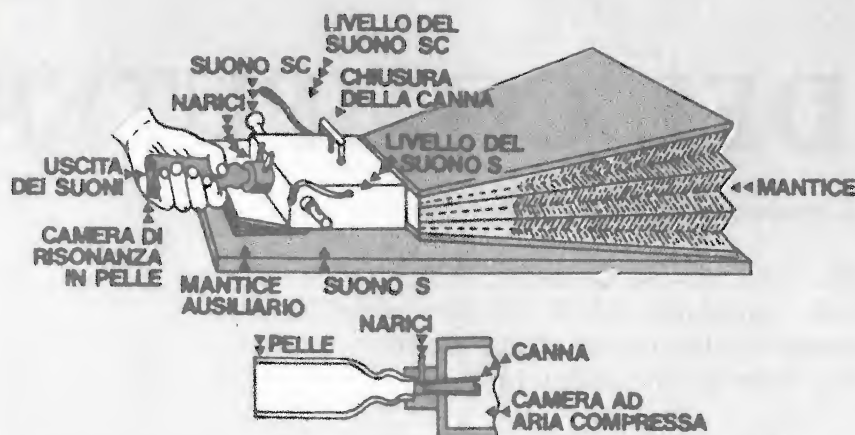 LIVELLO DEL
SUONO SC
SUONO SC
CHIUSURA
DELLA CANNA
NARICI
LIVELLO DEL
SUONO S
USCITA
DEI SUONI
MANTICE
CAMERA DI
RISONANZA
IN PELLE
MANTICE
AUSILIARIO
SUONO S
NARICI
PELLE
CANNA
CAMERA AD
ARIA COMPRESSA